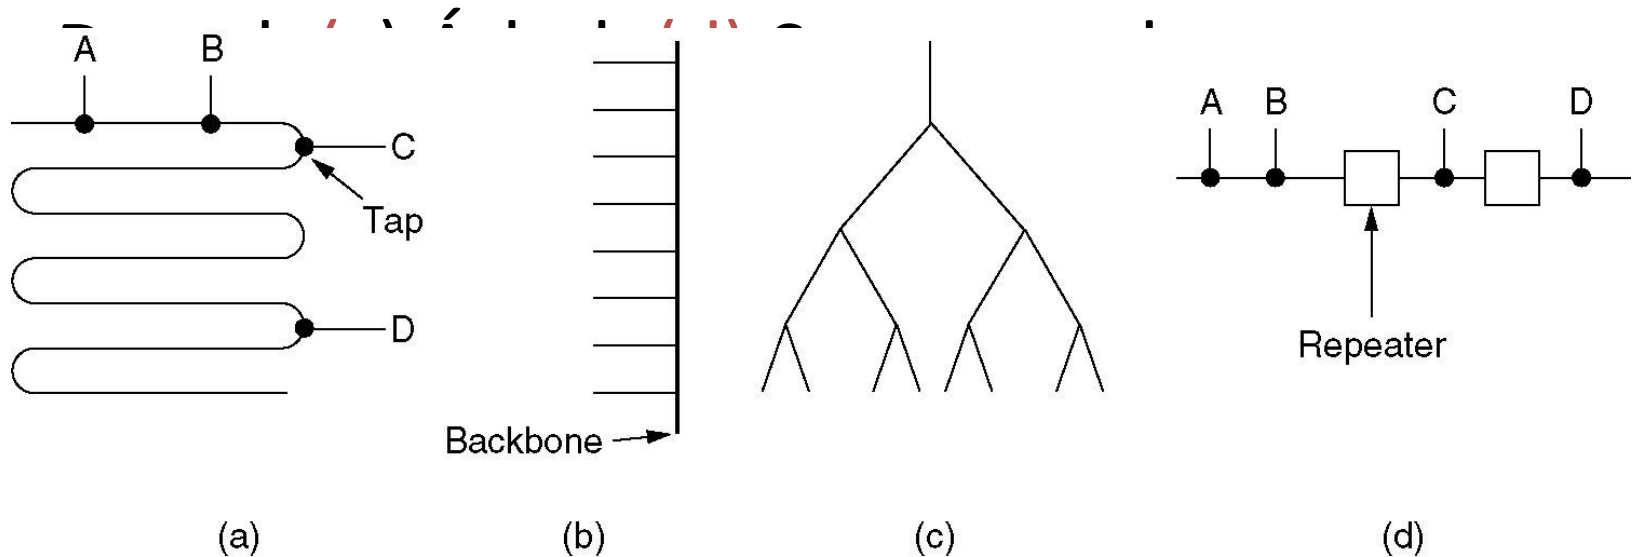 A B
C
Tap
D
Backbone
A B C D
Repeater
(a) (b) (c) (d)